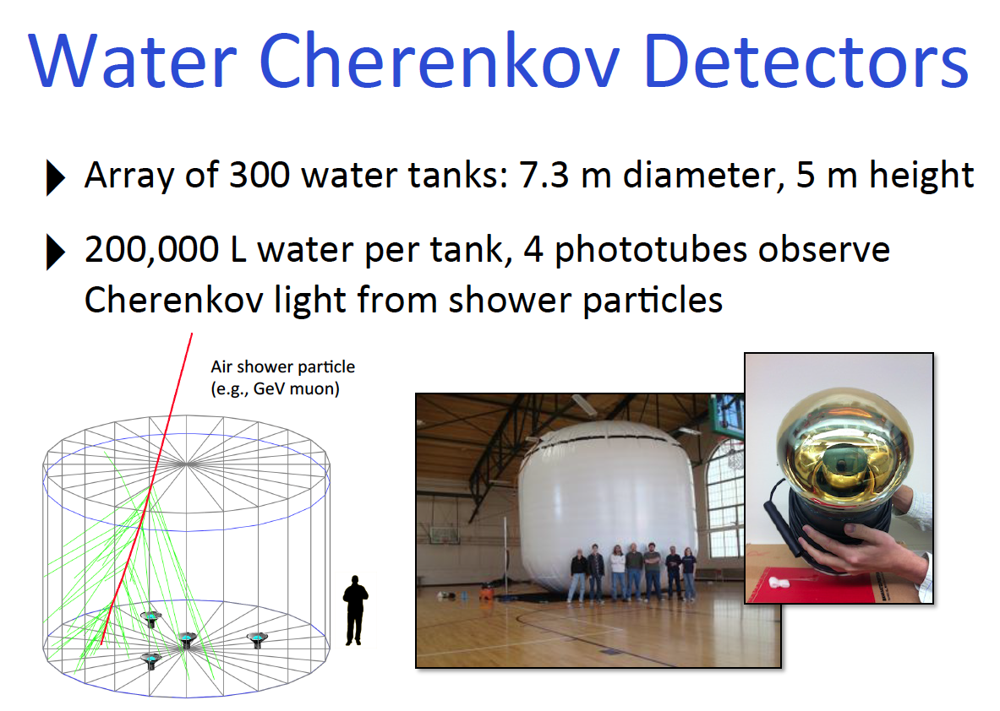 Water Cherenkov Detectors
Array of 300 water tanks: 7.3 m diameter, 5 m height
200,000 L water per tank, 4 phototubes observe
Cherenkov light from shower particles
Air shower particle
(e.g., GeV muon)